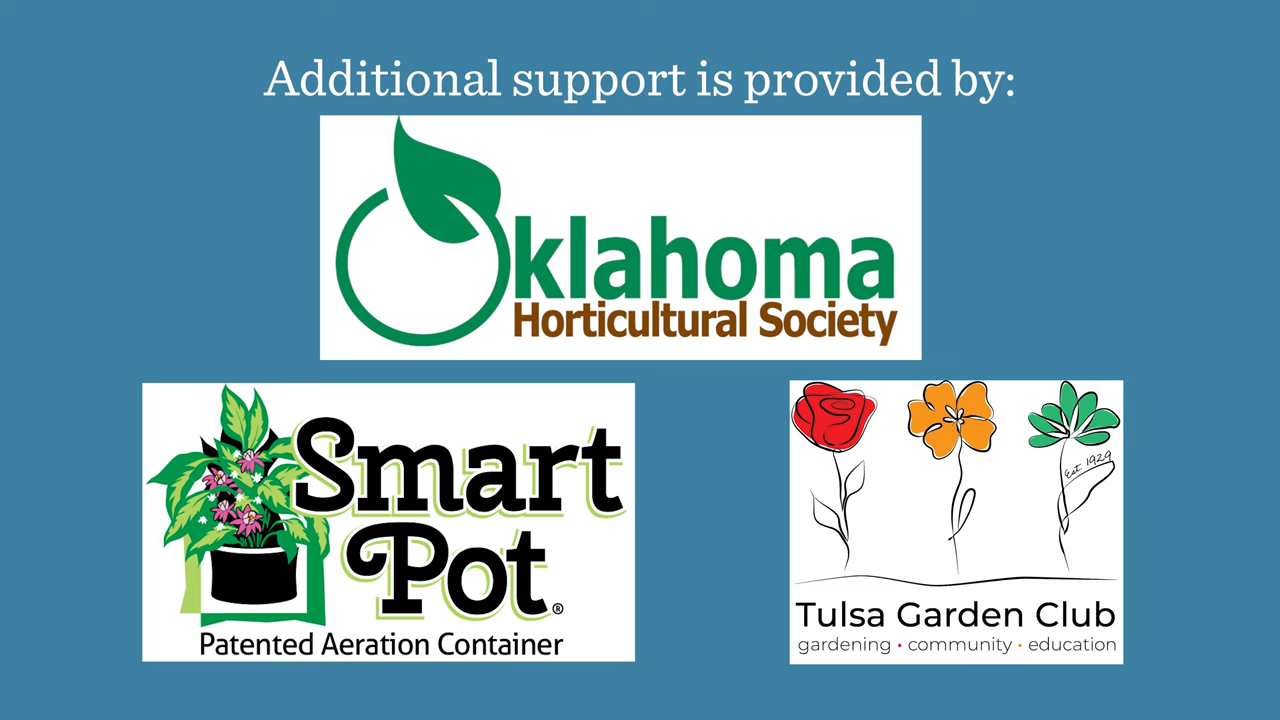 Additional support is provided by:
Oklahoma
Horticultural Society
Smart
Pot®
Patented Aeration Container
Est. 1929
Tulsa Garden Club
gardening • community • education